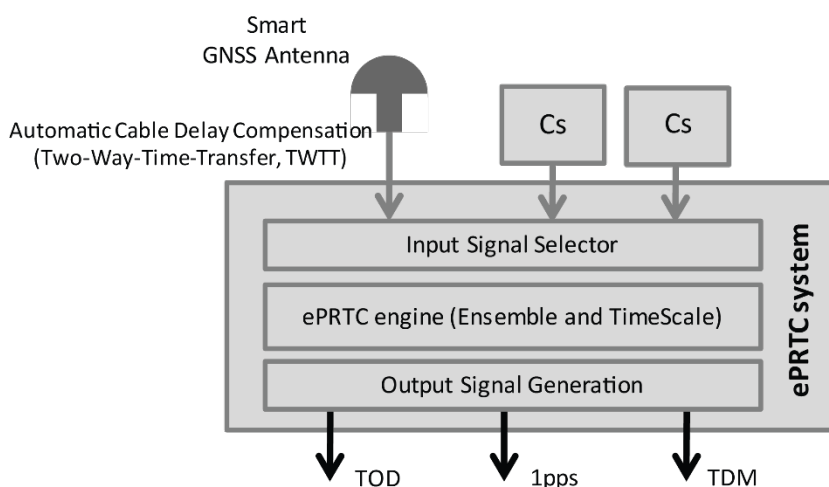 Smart
GNSS Antenna
Automatic Cable Delay Compensation
(Two-Way-Time-Transfer, TWTT)
Cs
Cs
Input Signal Selector
ePRTC engine (Ensemble and TimeScale)
Output Signal Generation
ePRTC system
TOD
1pps
TDM